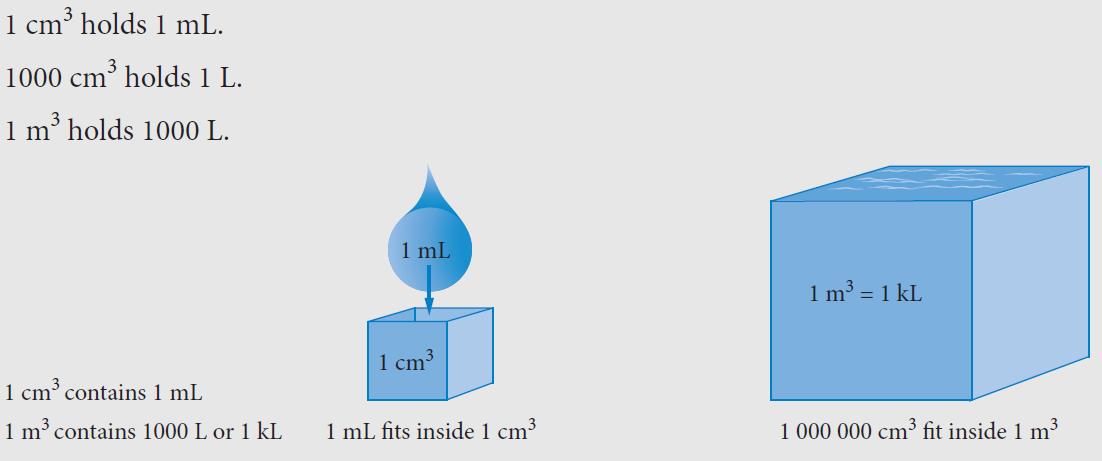 1 cm³ holds 1 mL.
1000 cm³ holds 1 L.
1 m³ holds 1000 L.
1 mL
1 cm³
1 m³ = 1 kL
1 cm³ contains 1 mL
1 m³ contains 1000 L or 1 kL
1 mL fits inside 1 cm³
1 000 000 cm³ fit inside 1 m³